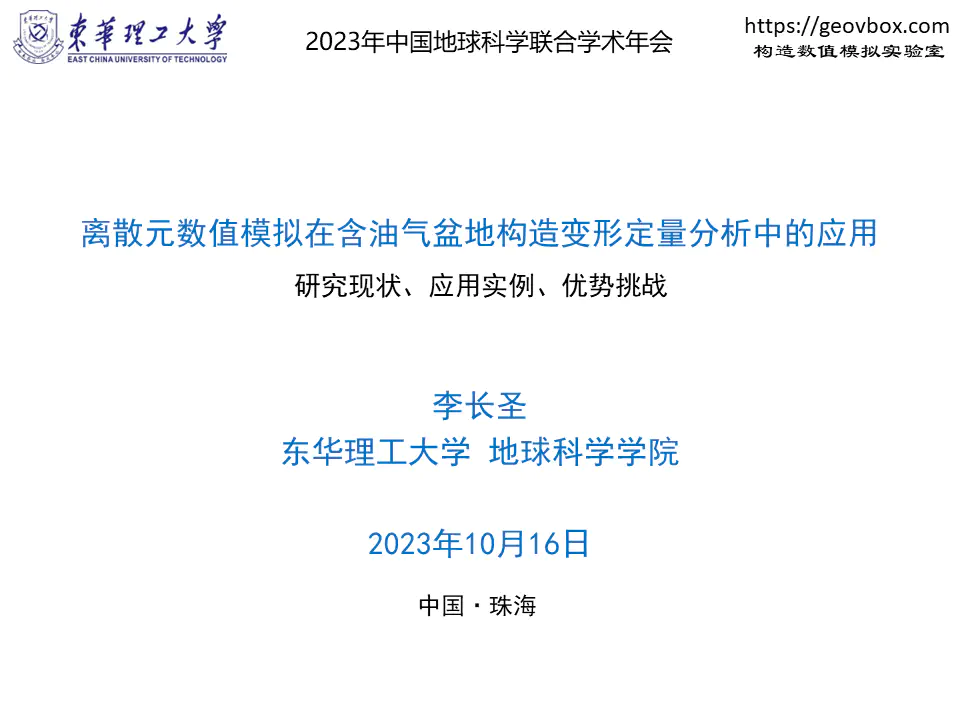 東華理工大学
EAST CHINA UNIVERSITY OF TECHNOLOGY
2023年中国地球科学联合学术年会
https://geovbox.com
构造数值模拟实验室
离散元数值模拟在含油气盆地构造变形定量分析中的应用
研究现状、应用实例、优势挑战
李长圣
东华理工大学 地球科学学院
2023年10月16日
中国·珠海